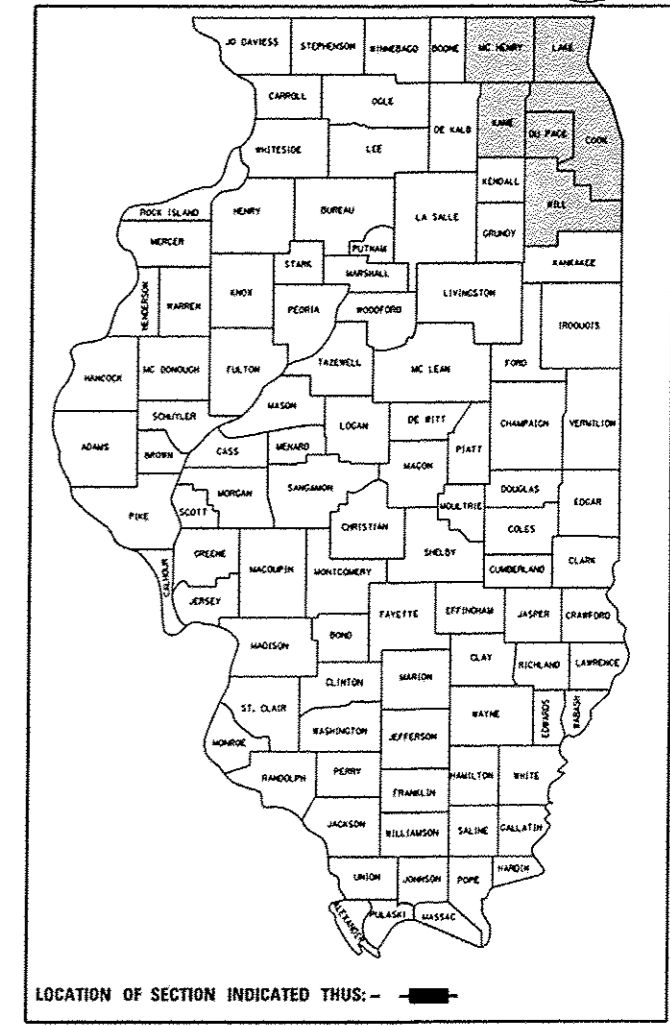 JO DAVIESS STEPHENSON WINNEBAGO BOONE MC HENRY LAKE
CARROLL OGLE DE KALB KANE DU PAGE COOK
WHITESIDE LEE
KENDALL WILL
ROCK ISLAND HENRY BUREAU LA SALLE GRUNDY
MERCER PUTNAM
STARK MARSHALL KANKAKEE
HENDERSON WARREN KNOX PEORIA WOODFORD LIVINGSTON IROQUOIS
HANCOCK MC DONOUGH FULTON TAZEWELL MC LEAN FORD
SCHUYLER MASON LOGAN DE WITT CHAMPAIGN VERMILION
ADAMS BROWN CASS MENARD MACON PIATT
PIKE SCOTT MORGAN SANGAMON CHRISTIAN MOULTRIE DOUGLAS EDGAR
COLES
CALHOUN GREENE MACOUPIN MONTGOMERY SHELBY CUMBERLAND CLARK
JERSEY FAYETTE EFFINGHAM JASPER CRAWFORD
MADISON BOND
CLINTON MARION CLAY RICHLAND LAWRENCE
ST. CLAIR WASHINGTON JEFFERSON WAYNE EDWARDS WABASH
MONROE
RANDOLPH PERRY FRANKLIN HAMILTON WHITE
JACKSON WILLIAMSON SALINE GALLATIN
UNION JOHNSON POPE HARDIN
ALEXANDER PULASKI MASSAC
LOCATION OF SECTION INDICATED THUS: -